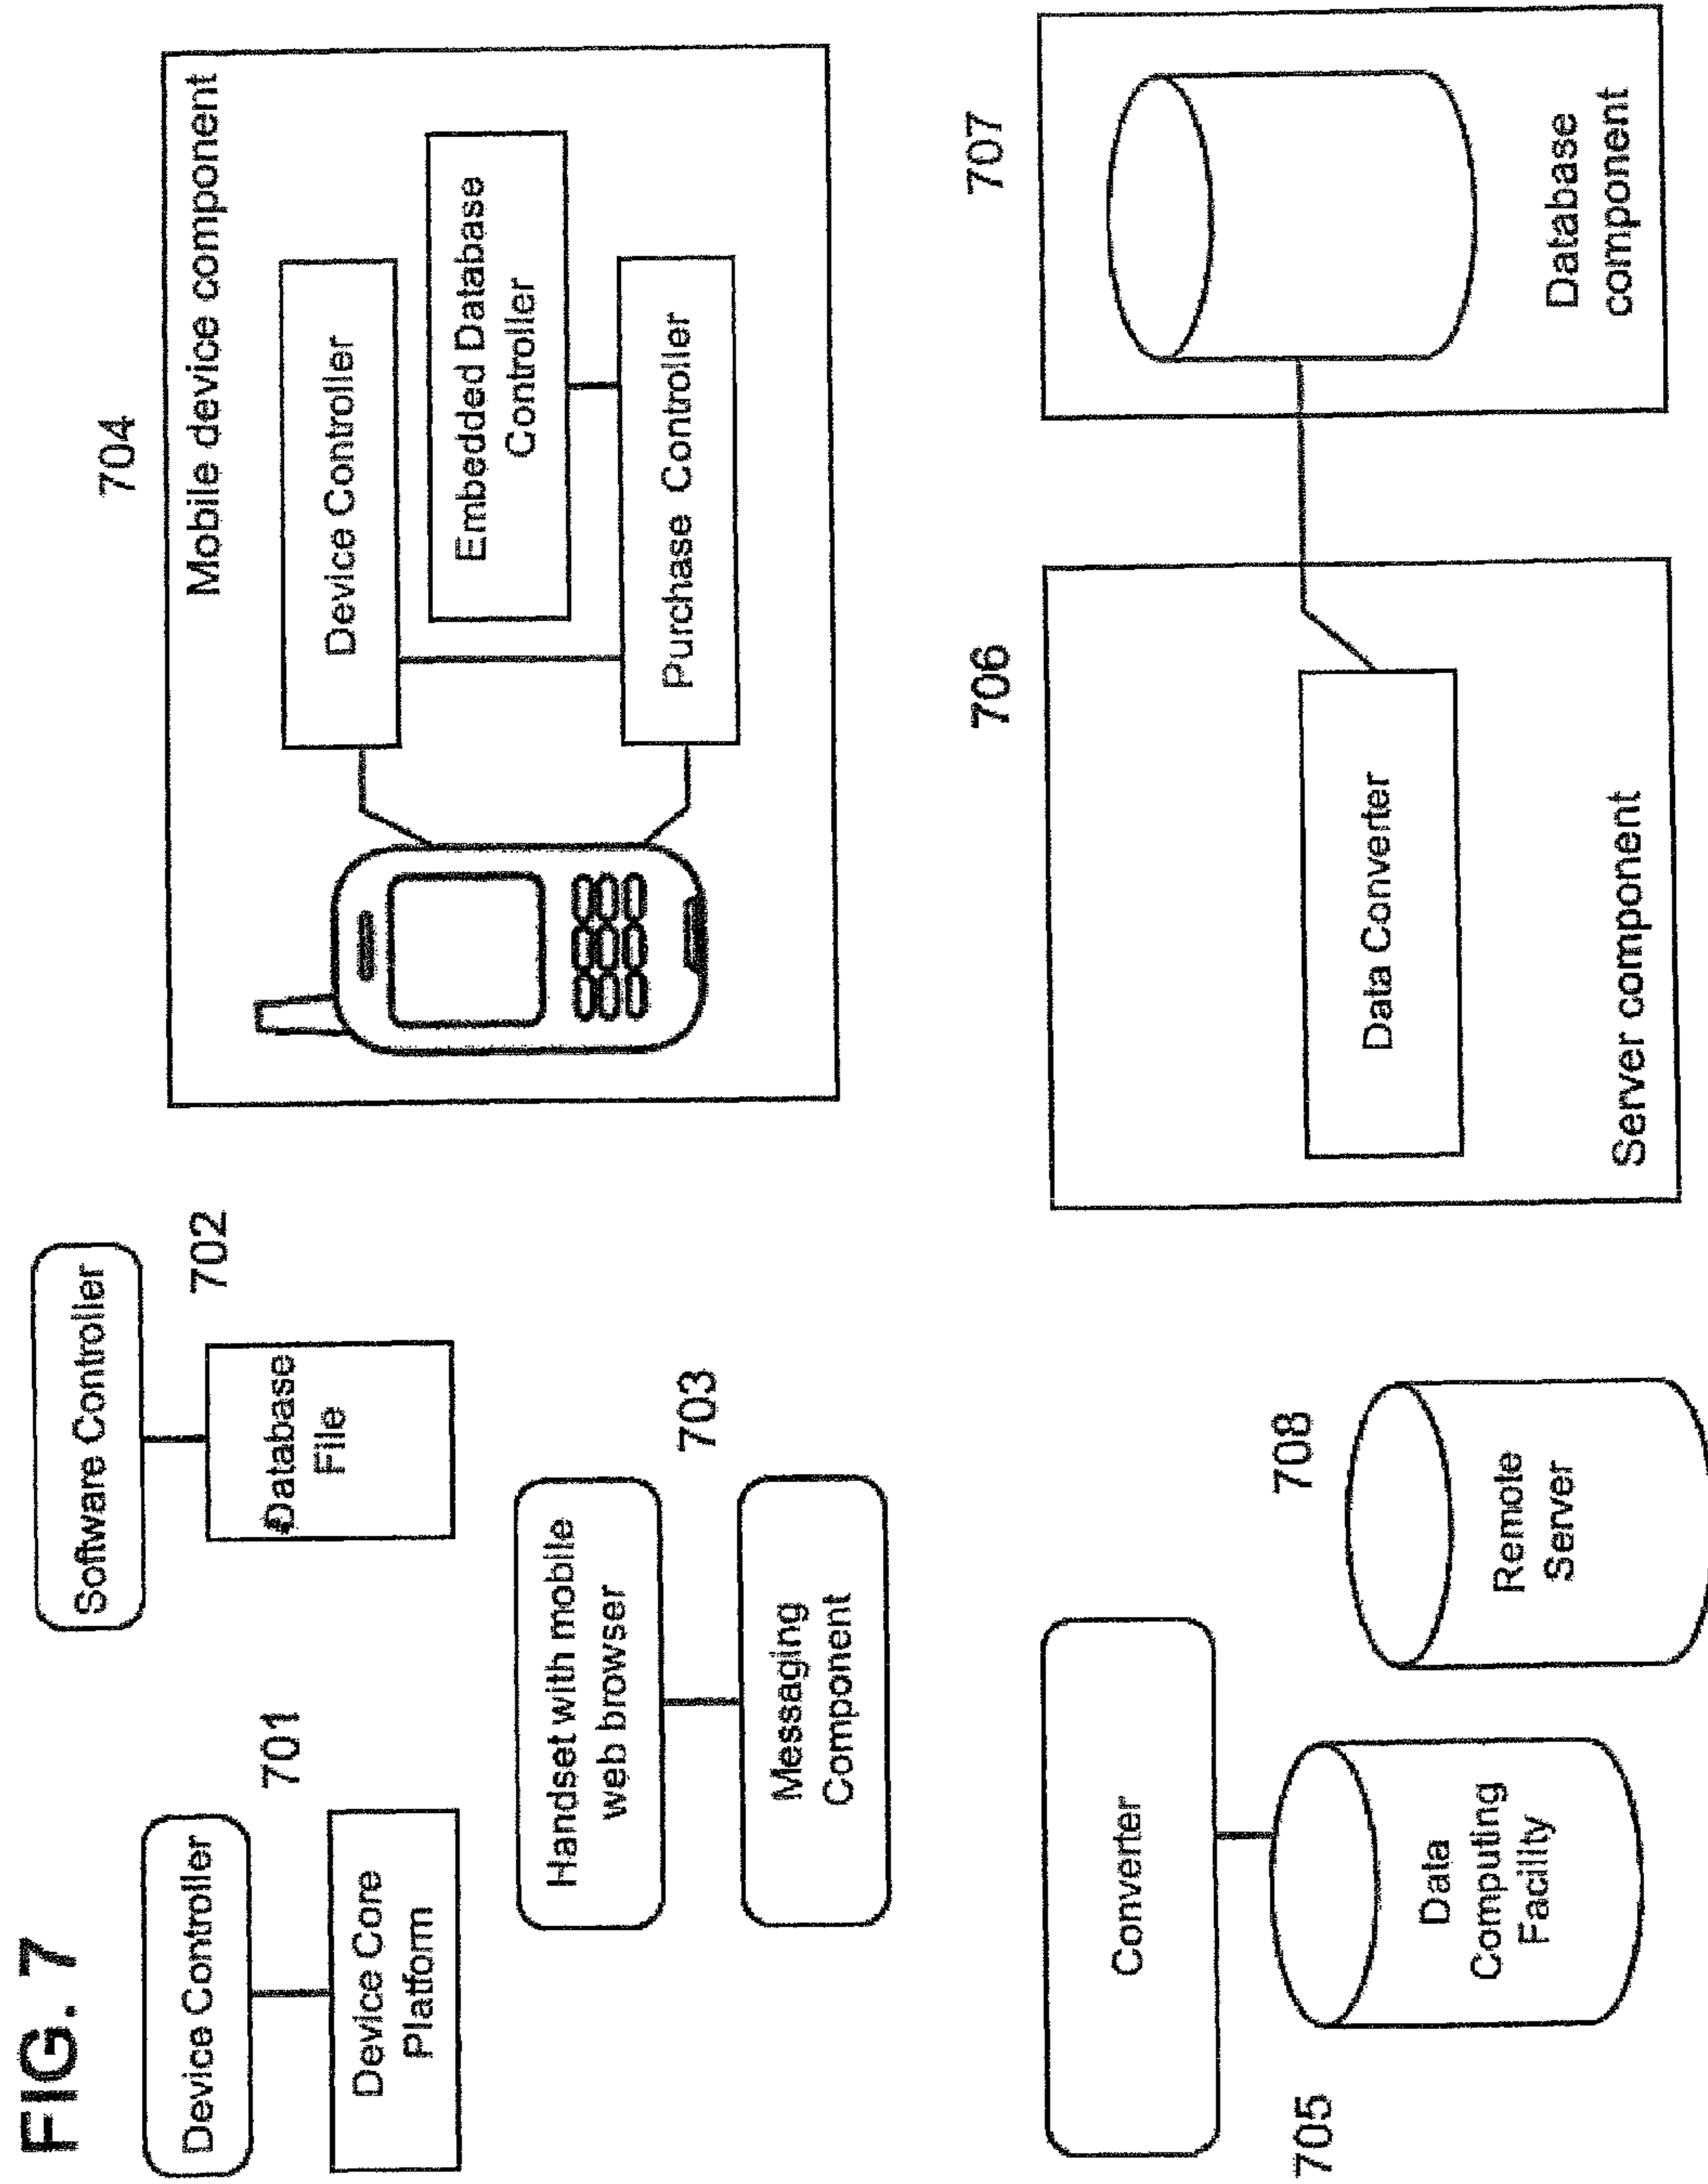 FIG. 7
Device Controller
701
Device Core
Platform
Software Controller
702
Database
File
Handset with mobile
web browser
703
Messaging
Component
704
Mobile device component
Device Controller
Embedded Database
Controller
Purchase Controller
Converter
705
Data
Computing
Facility
708
Remote
Server
706
Data Converter
Server component
707
Database
component